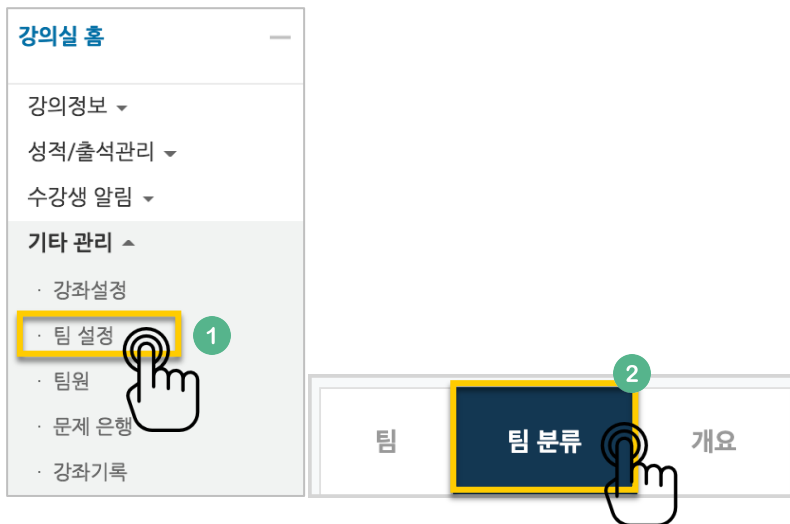 강의실 홈
강의정보
성적/출석관리
수강생 알림
기타 관리
· 강좌설정
· 팀 설정
1
· 팀원
· 문제 은행
· 강좌기록
2
팀 팀 분류 개요